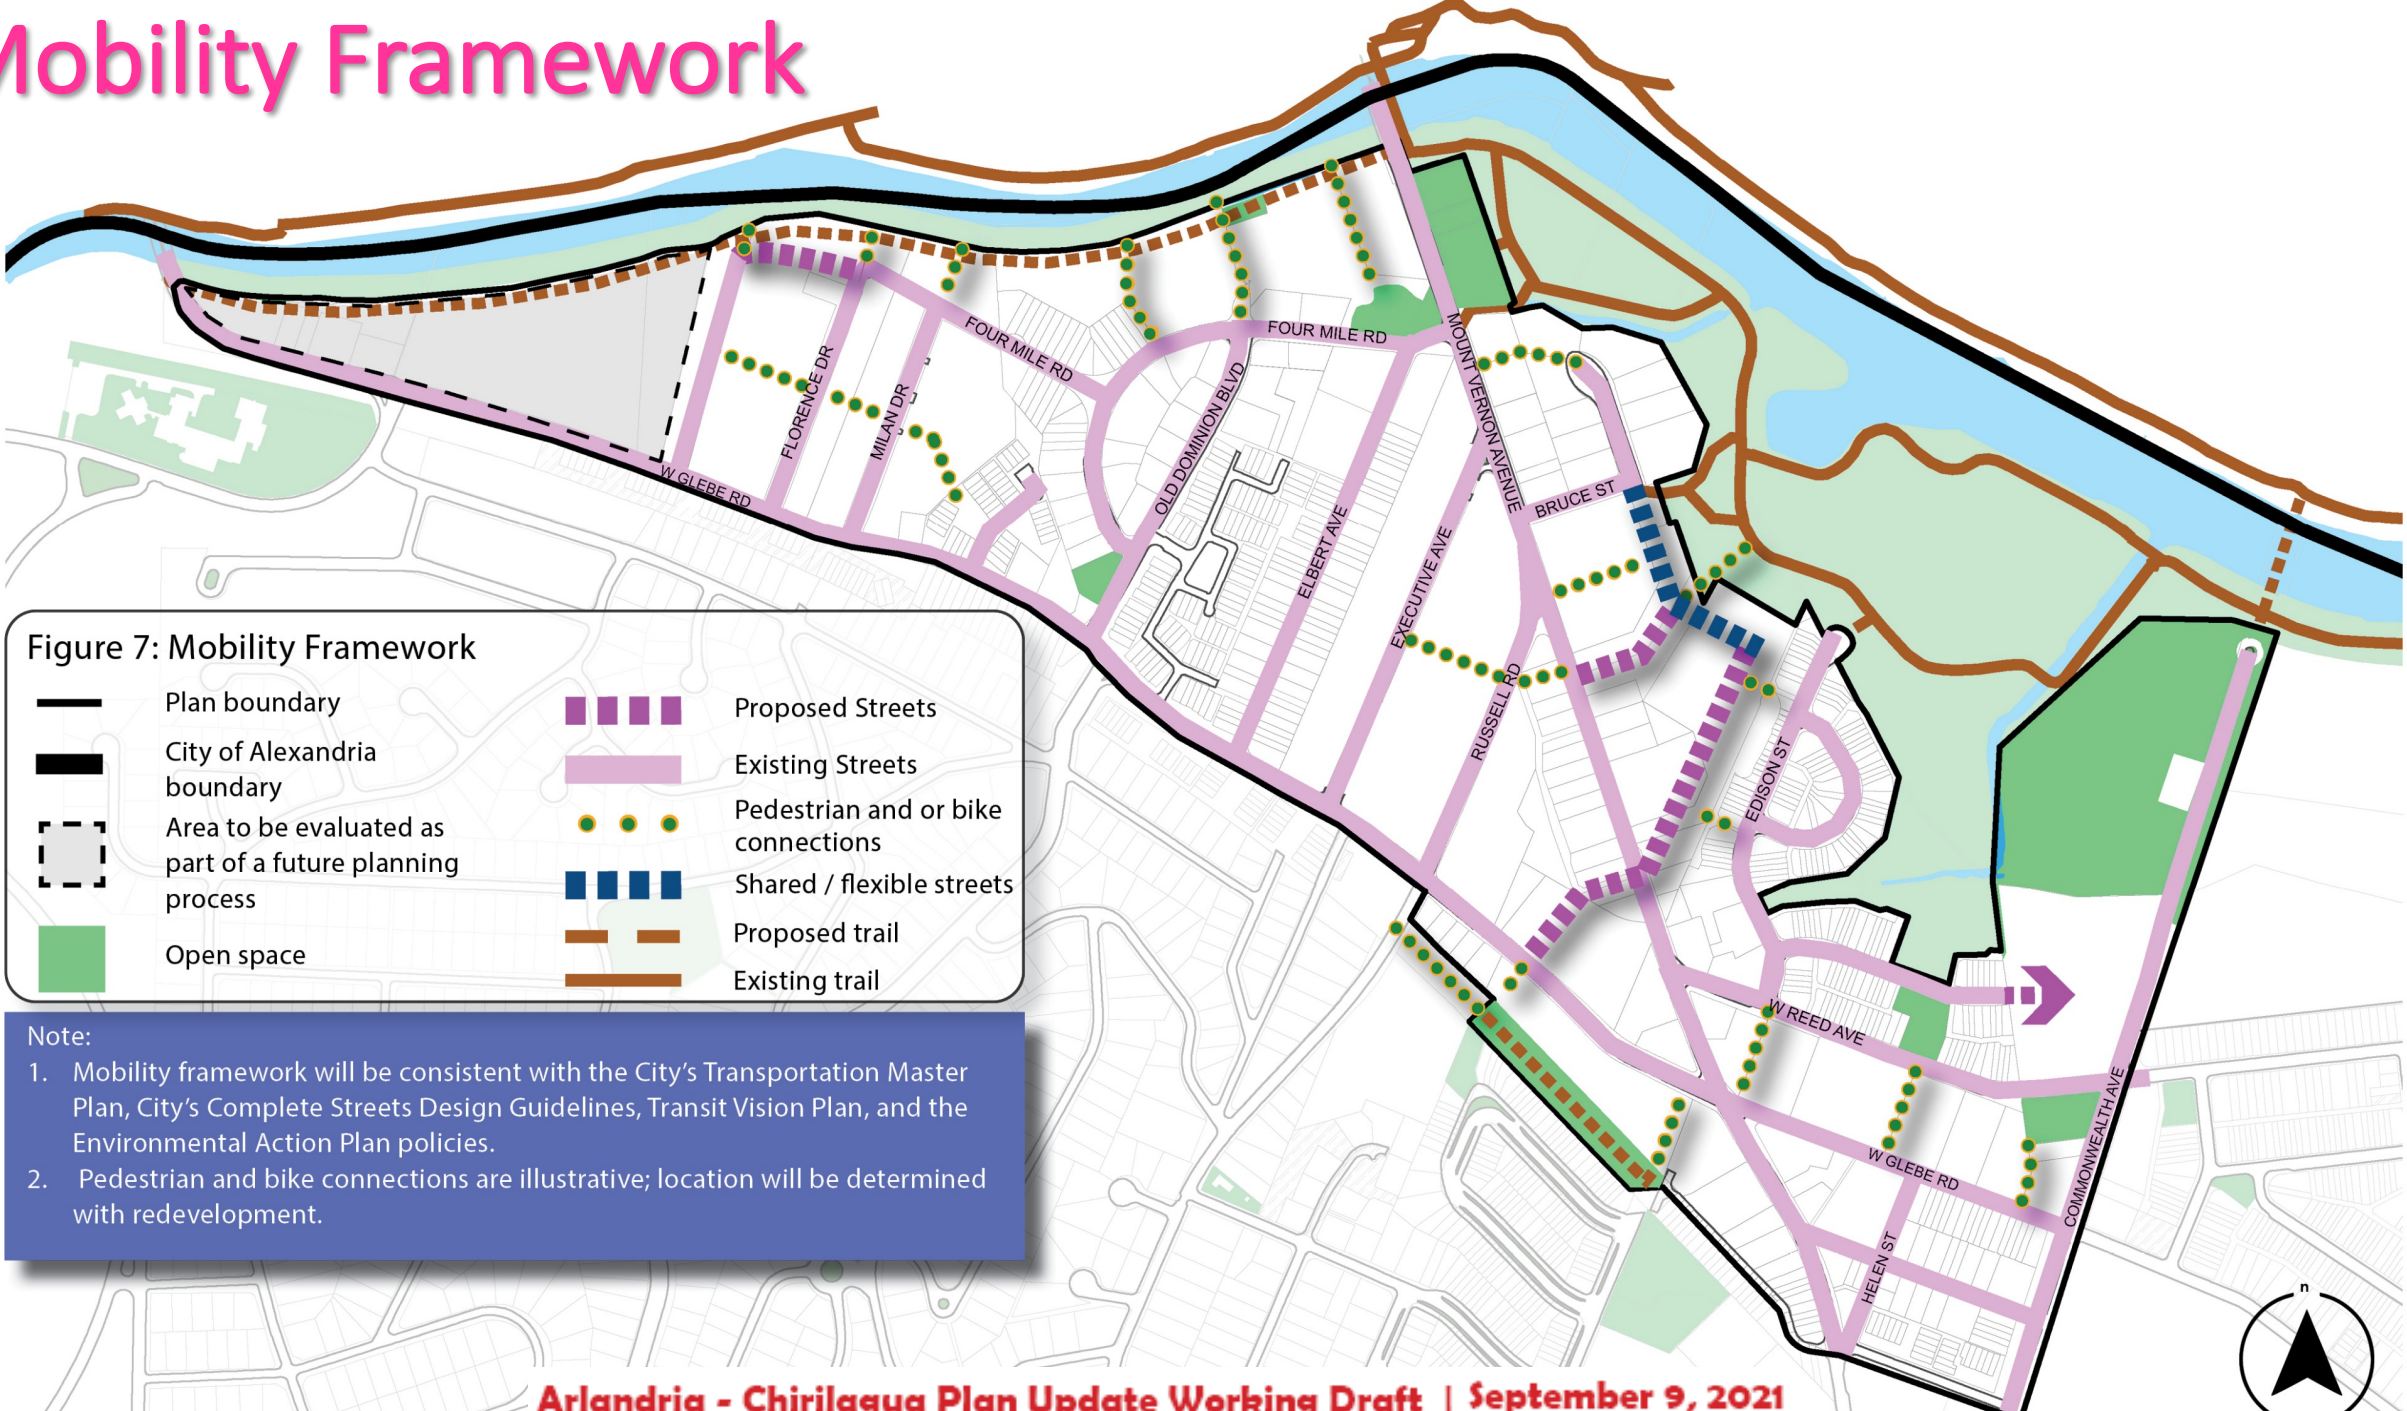 Mobility Framework
FOUR MILE RD
FOUR MILE RD
FLORENCE DR
MILAN DR
OLD DOMINION BLVD
MOUNT VERNON AVENUE
W GLEBE RD
BRUCE ST
ELBERT AVE
EXECUTIVE AVE
RUSSELL RD
EDISON ST
W REED AVE
W GLEBE RD
HELEN ST
COMMONWEALTH AVE
Figure 7: Mobility Framework
Plan boundary
City of Alexandria
boundary
Area to be evaluated as
part of a future planning
process
Open space
Proposed Streets
Existing Streets
Pedestrian and or bike
connections
Shared / flexible streets
Proposed trail
Existing trail
Note:
1. Mobility framework will be consistent with the City's Transportation Master
Plan, City's Complete Streets Design Guidelines, Transit Vision Plan, and the
Environmental Action Plan policies.
2. Pedestrian and bike connections are illustrative; location will be determined
with redevelopment.
n
Arlandria - Chirilagua Plan Update Working Draft | September 9, 2021